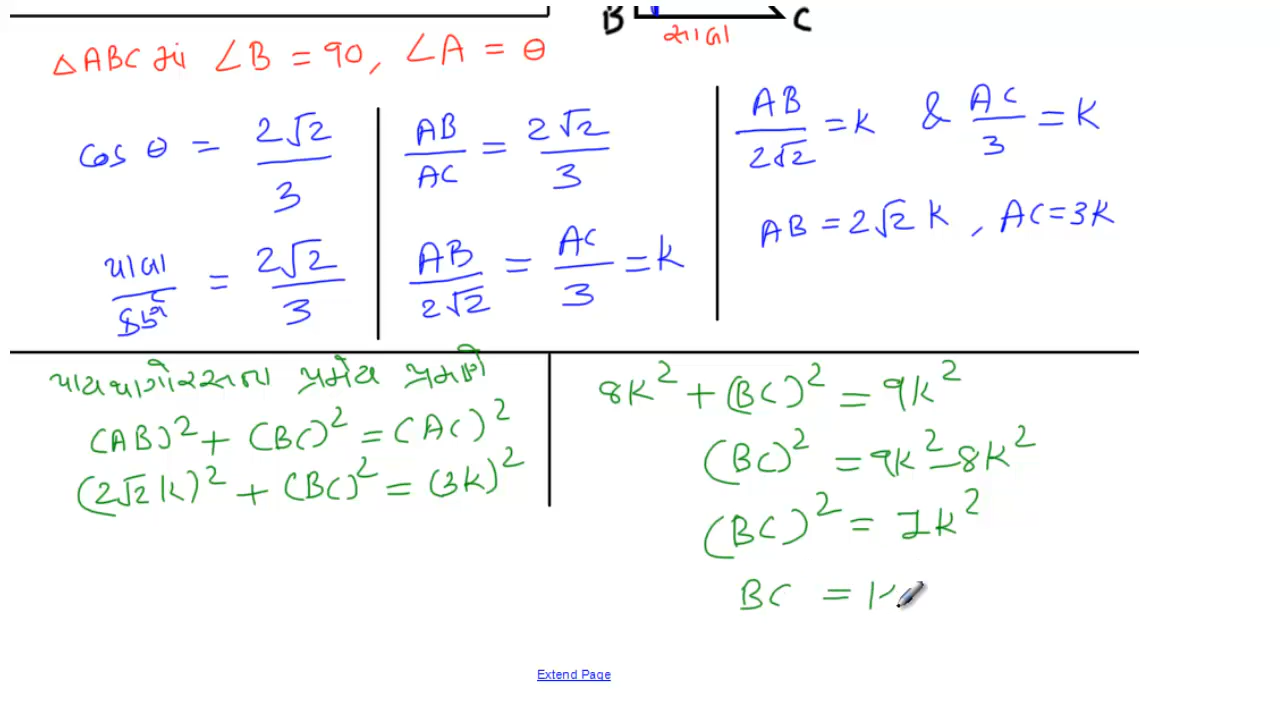 B C
સામે
△ABC માં ∠B = 90, ∠A = θ
cos θ = 2√2/3
પાસે/કર્ણ = 2√2/3
AB/AC = 2√2/3
AB/2√2 = AC/3 = k
AB/2√2 = k & AC/3 = k
AB = 2√2 k, AC = 3k
પાયથાગોરસના પ્રમેય પ્રમાણે
(AB)² + (BC)² = (AC)²
(2√2 k)² + (BC)² = (3k)²
8k² + (BC)² = 9k²
(BC)² = 9k² – 8k²
(BC)² = 1k²
BC = k
Extend Page